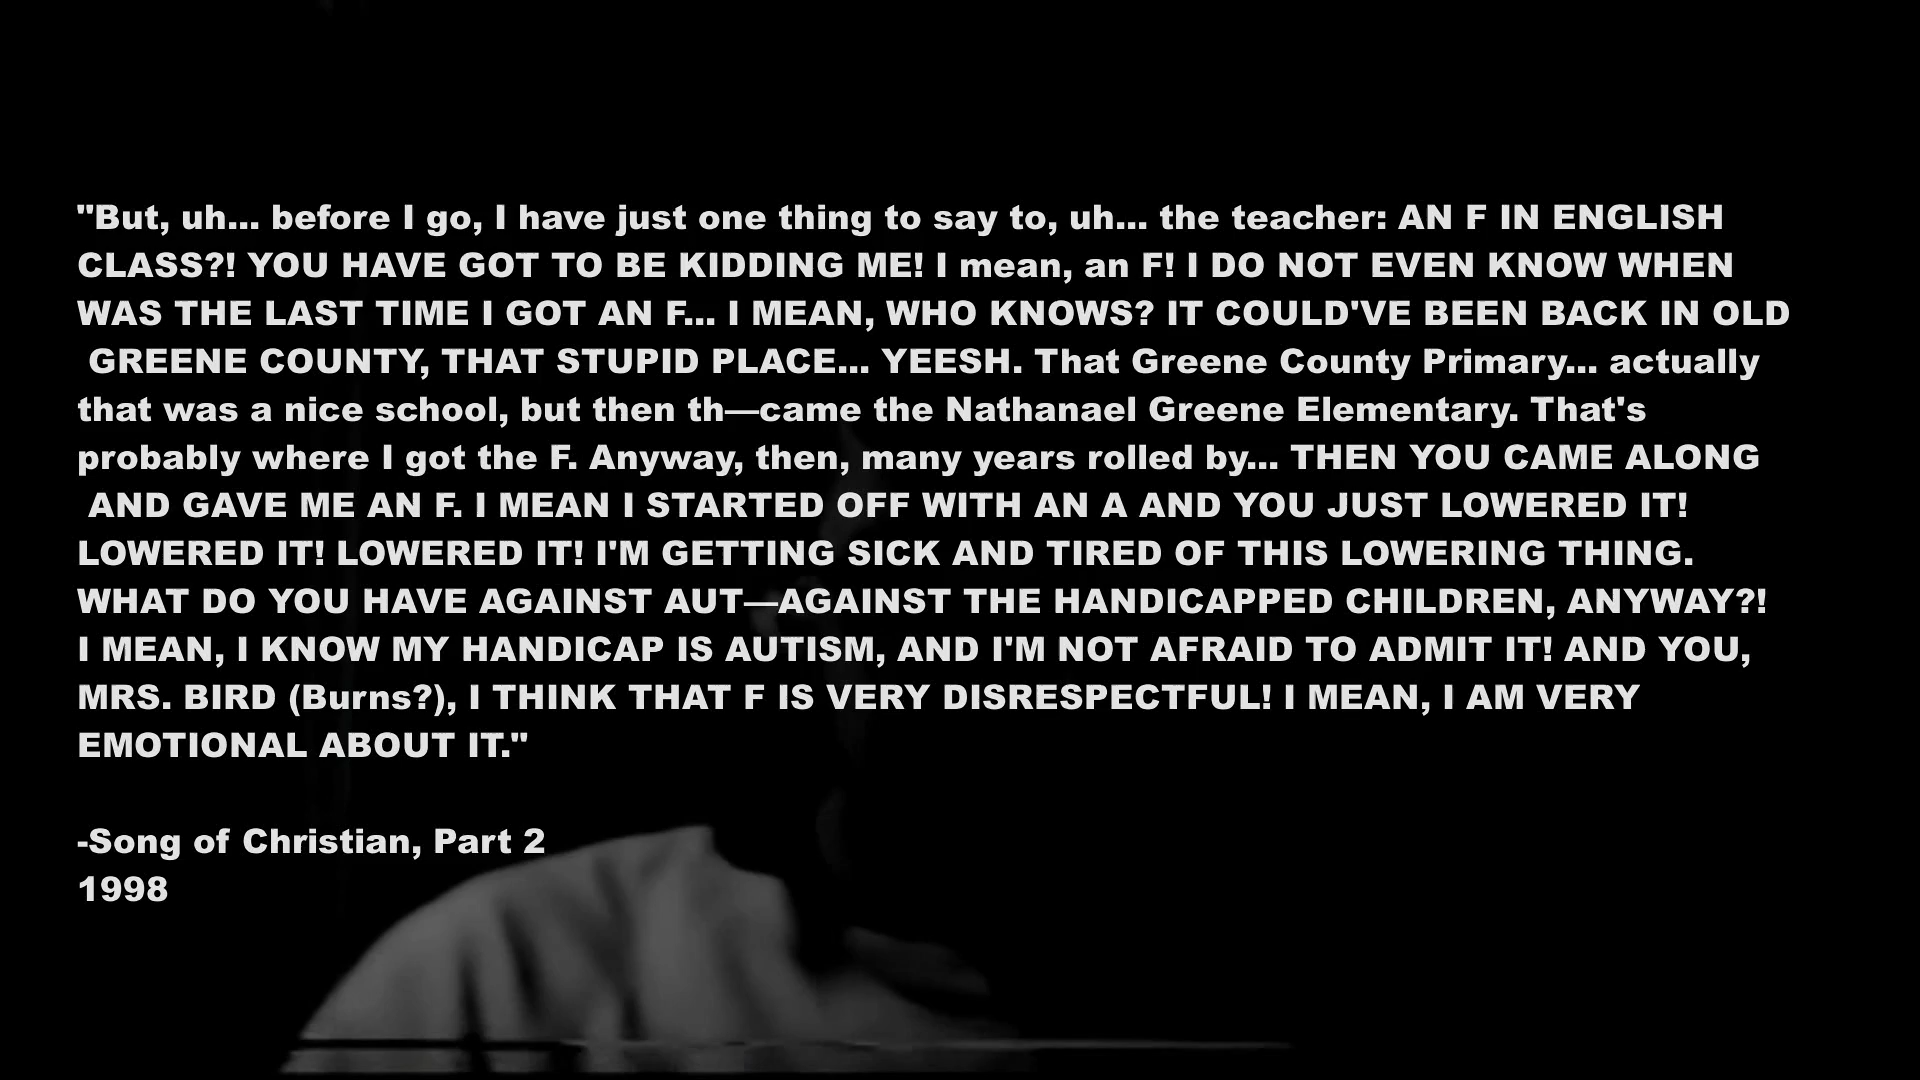 "But, uh... before I go, I have just one thing to say to, uh... the teacher: AN F IN ENGLISH
CLASS?! YOU HAVE GOT TO BE KIDDING ME! I mean, an F! I DO NOT EVEN KNOW WHEN
WAS THE LAST TIME I GOT AN F... I MEAN, WHO KNOWS? IT COULD'VE BEEN BACK IN OLD
GREENE COUNTY, THAT STUPID PLACE... YEESH. That Greene County Primary... actually
that was a nice school, but then th—came the Nathanael Greene Elementary. That's
probably where I got the F. Anyway, then, many years rolled by... THEN YOU CAME ALONG
AND GAVE ME AN F. I MEAN I STARTED OFF WITH AN A AND YOU JUST LOWERED IT!
LOWERED IT! LOWERED IT! I'M GETTING SICK AND TIRED OF THIS LOWERING THING.
WHAT DO YOU HAVE AGAINST AUT—AGAINST THE HANDICAPPED CHILDREN, ANYWAY?!
I MEAN, I KNOW MY HANDICAP IS AUTISM, AND I'M NOT AFRAID TO ADMIT IT! AND YOU,
MRS. BIRD (Burns?), I THINK THAT F IS VERY DISRESPECTFUL! I MEAN, I AM VERY
EMOTIONAL ABOUT IT."
-Song of Christian, Part 2
1998